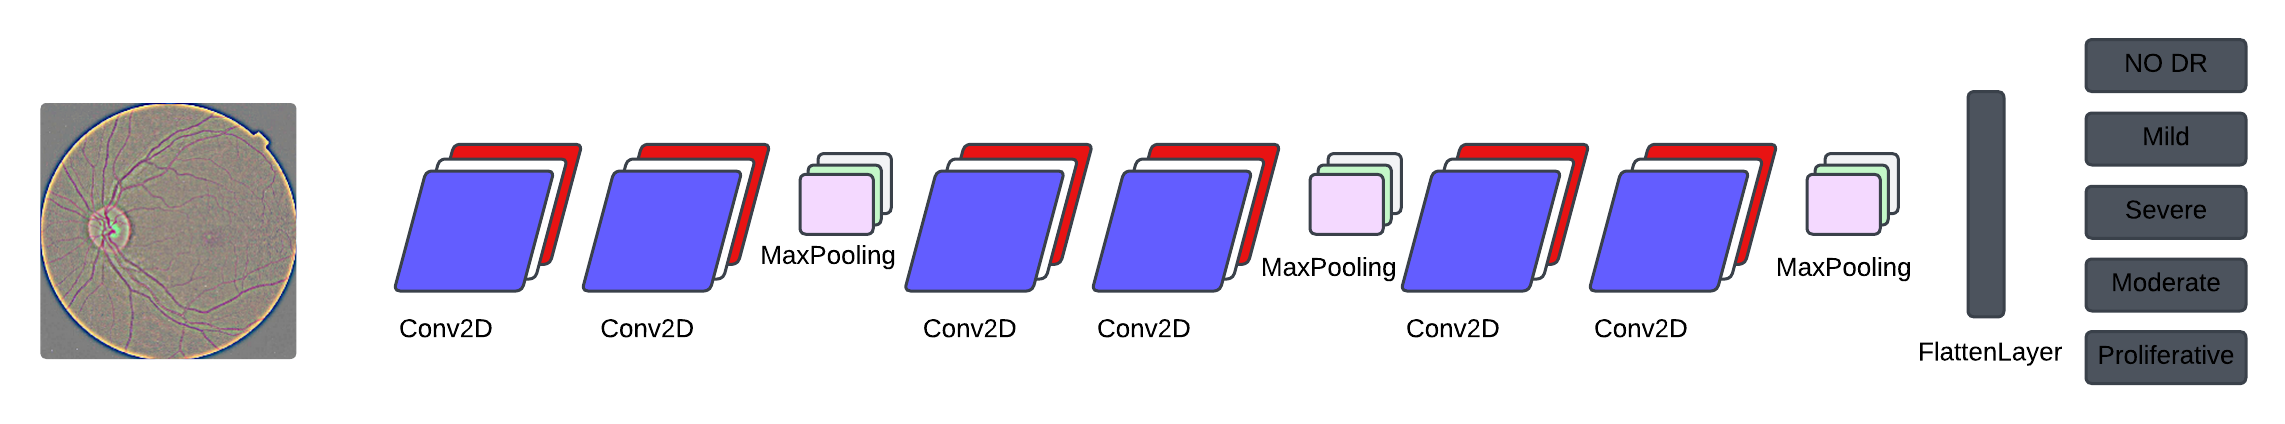 Conv2D
Conv2D
MaxPooling
Conv2D
Conv2D
MaxPooling
Conv2D
Conv2D
MaxPooling
FlattenLayer
NO DR
Mild
Severe
Moderate
Proliferative